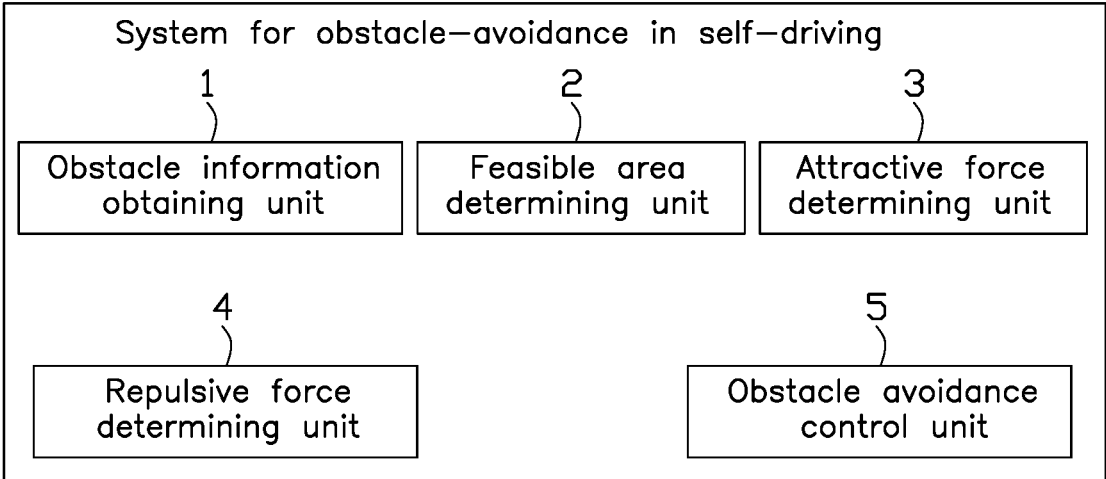 System for obstacle-avoidance in self-driving
1
2
3
Obstacle information
obtaining unit
Feasible area
determining unit
Attractive force
determining unit
4
5
Repulsive force
determining unit
Obstacle avoidance
control unit